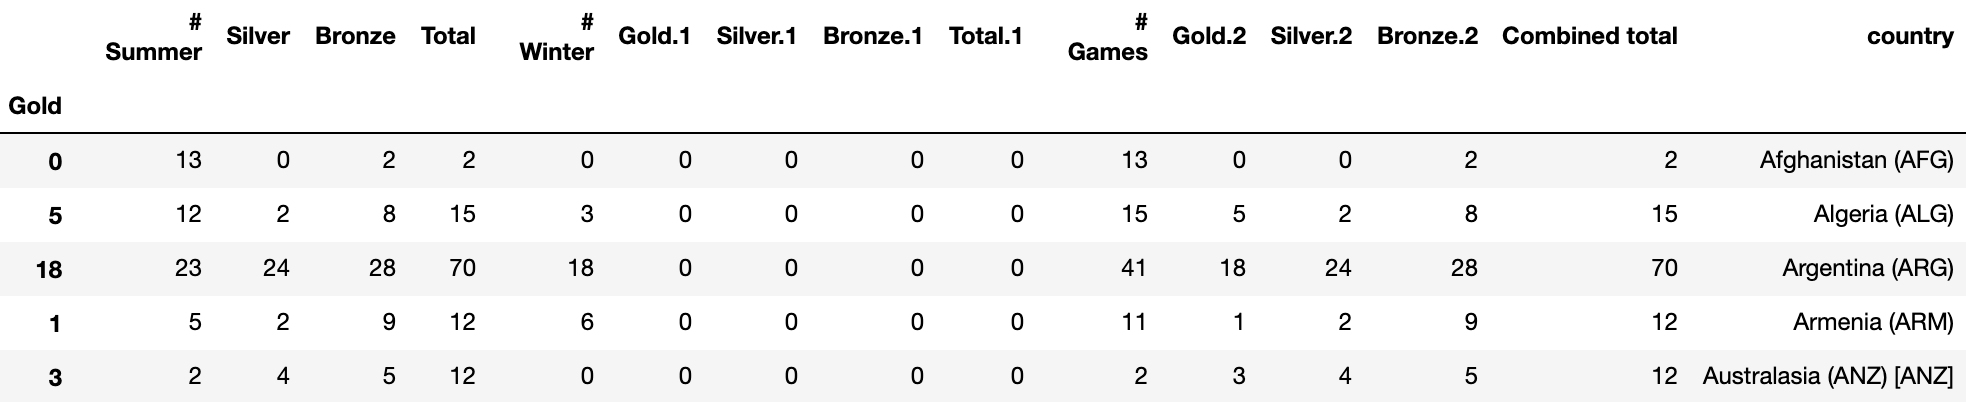 # Summer Silver Bronze Total # Winter Gold.1 Silver.1 Bronze.1 Total.1 # Games Gold.2 Silver.2 Bronze.2 Combined total country
Gold
0 13 0 2 2 0 0 0 0 0 13 0 0 2 2 Afghanistan (AFG)
5 12 2 8 15 3 0 0 0 0 15 5 2 8 15 Algeria (ALG)
18 23 24 28 70 18 0 0 0 0 41 18 24 28 70 Argentina (ARG)
1 5 2 9 12 6 0 0 0 0 11 1 2 9 12 Armenia (ARM)
3 2 4 5 12 0 0 0 0 0 2 3 4 5 12 Australasia (ANZ) [ANZ]